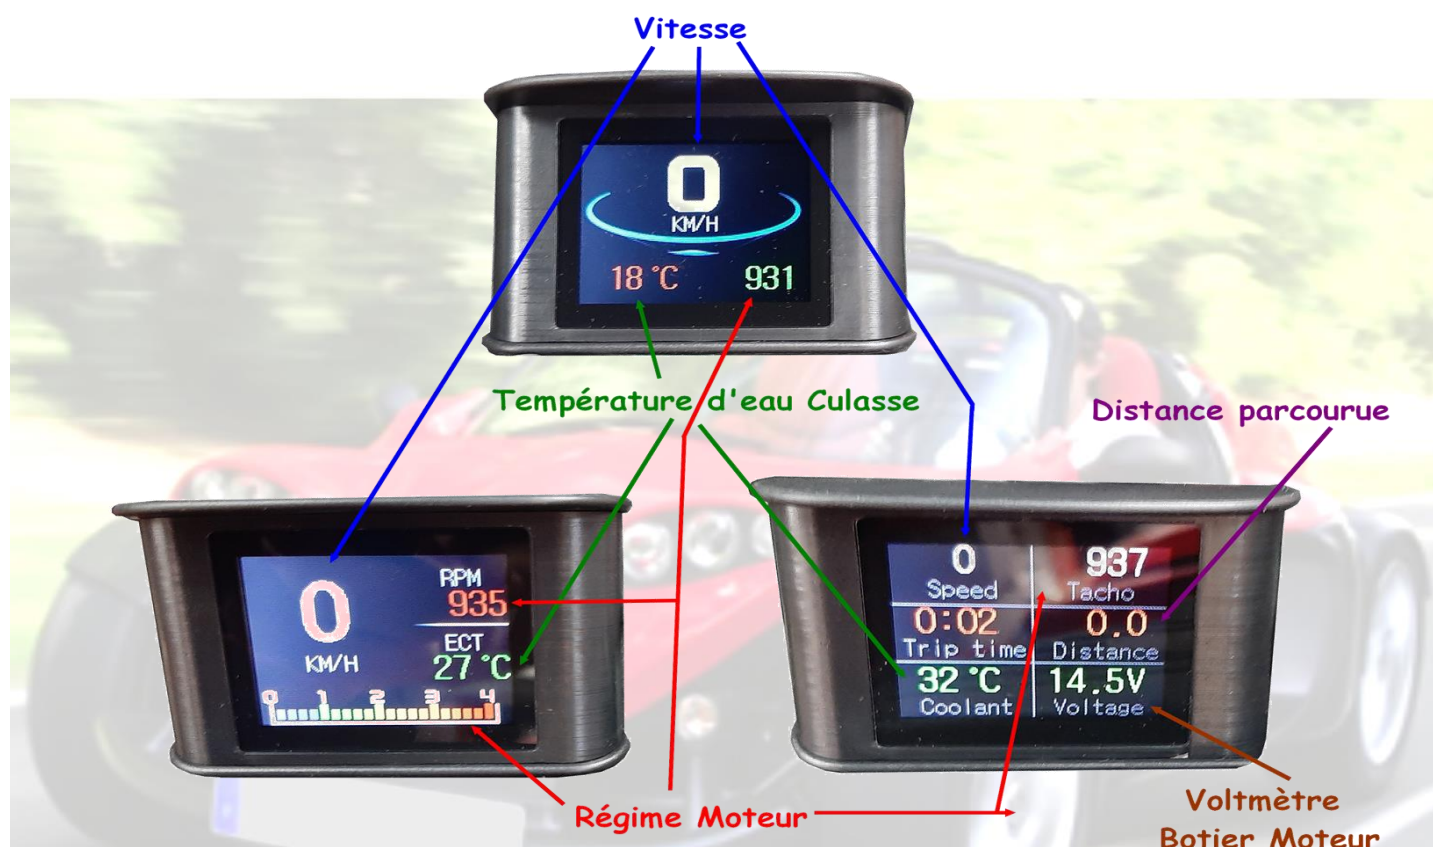 Vitesse
0
KM/H
18 °C 931
Température d'eau Culasse
Distance parcourue
0
KM/H
RPM
935
ECT
27 °C
0 1 2 3 4
0 937
Speed Tacho
0:02 0.0
Trip time Distance
32 °C 14.5V
Coolant Voltage
Régime Moteur
Voltmètre
Botier Moteur